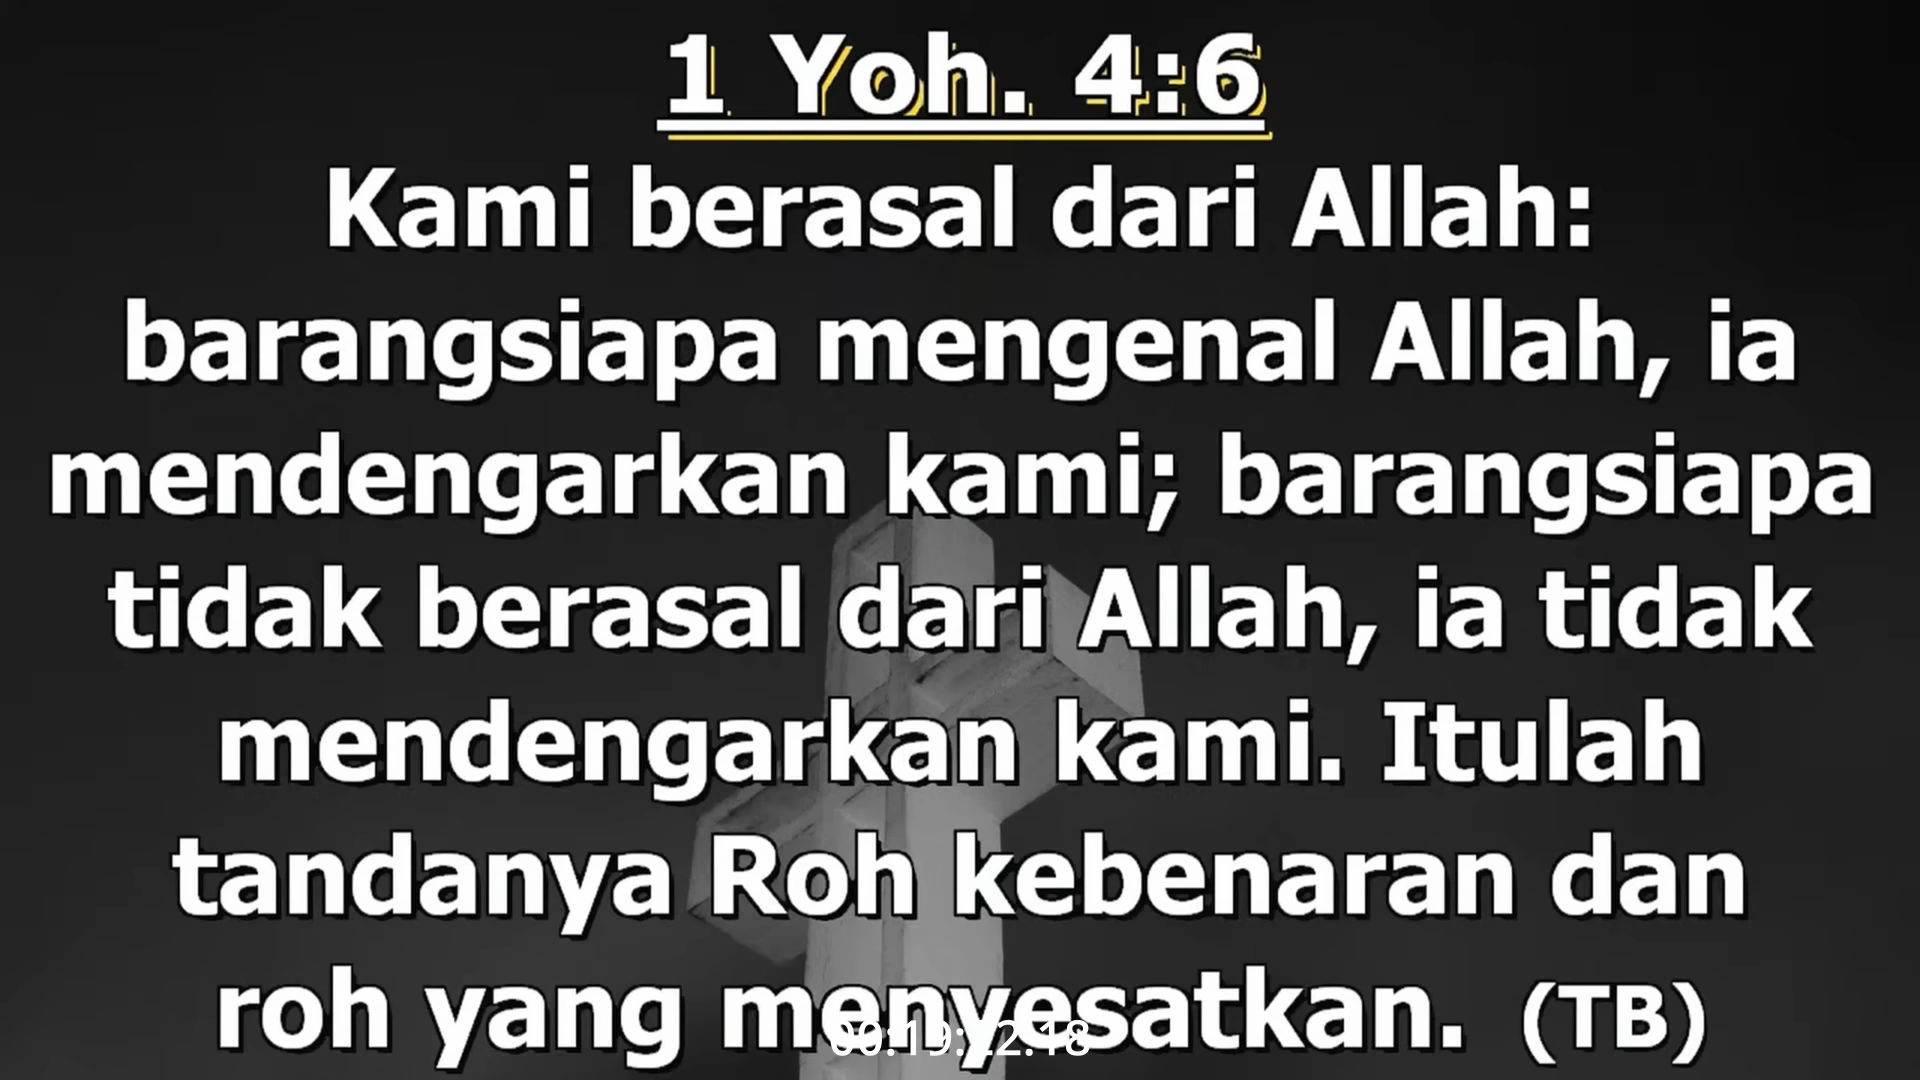 1 Yoh. 4:6
Kami berasal dari Allah:
barangsiapa mengenal Allah, ia
mendengarkan kami; barangsiapa
tidak berasal dari Allah, ia tidak
mendengarkan kami. Itulah
tandanya Roh kebenaran dan
roh yang menyesatkan. (TB)